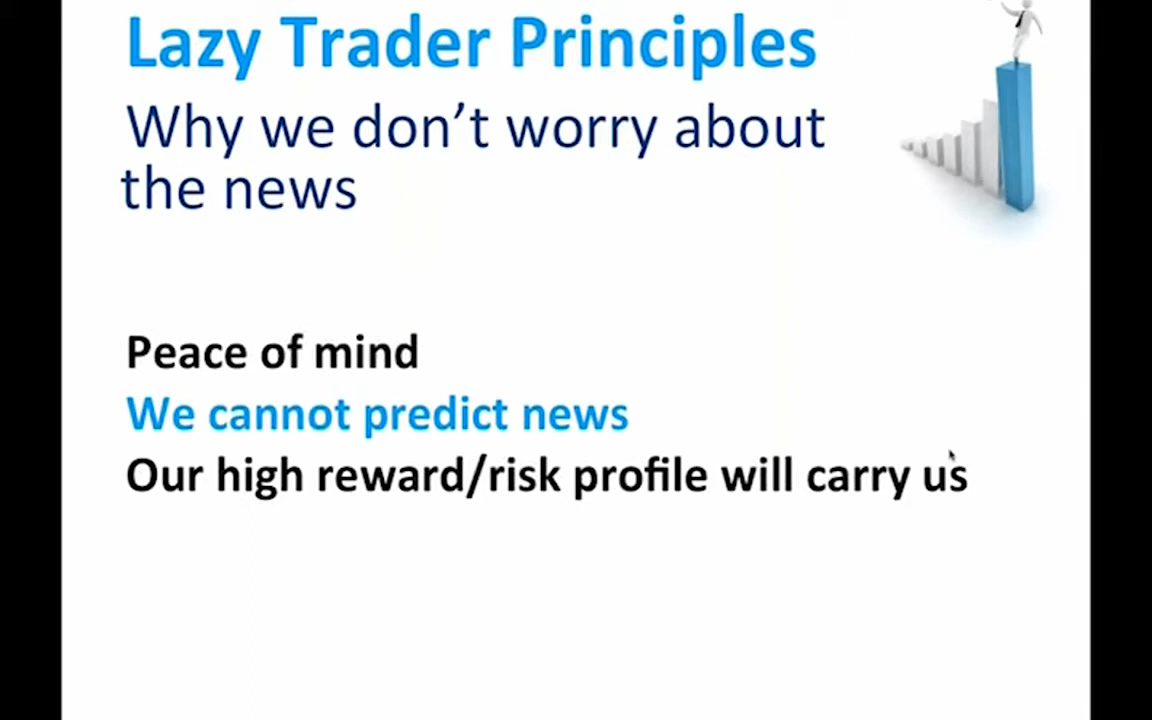 Lazy Trader Principles
Why we don’t worry about
the news
Peace of mind
We cannot predict news
Our high reward/risk profile will carry us